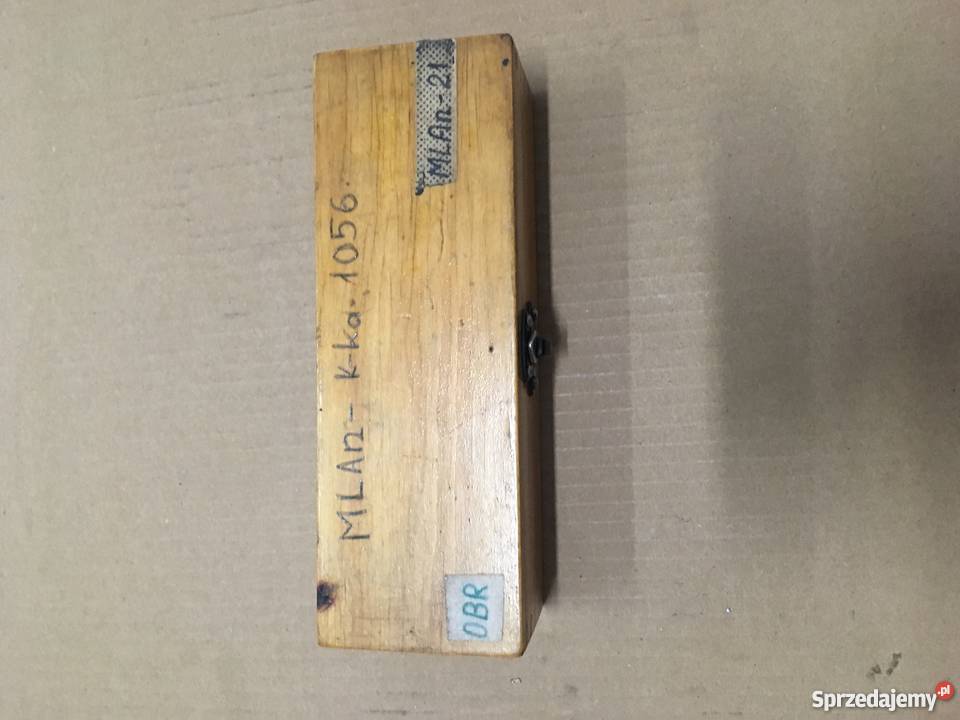 MLAn-21
MLAn- K-ka. 1056.
OBR
Sprzedajemy.pl